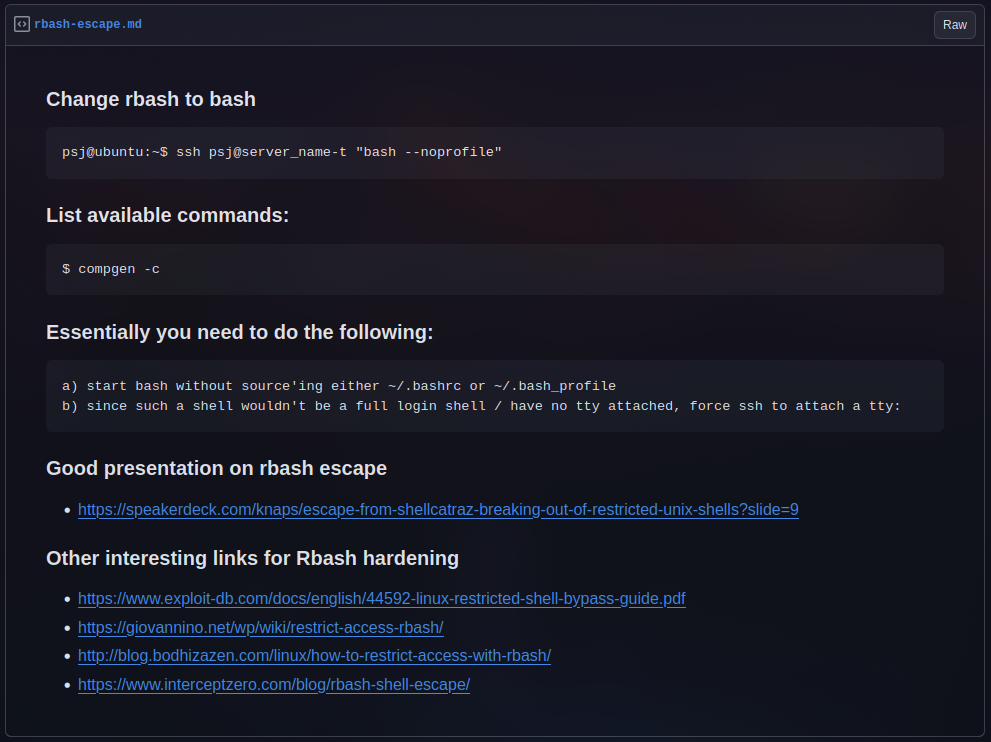 rbash-escape.md
Raw
Change rbash to bash
psj@ubuntu:~$ ssh psj@server_name-t "bash --noprofile"
List available commands:
$ compgen -c
Essentially you need to do the following:
a) start bash without source'ing either ~/.bashrc or ~/.bash_profile
b) since such a shell wouldn't be a full login shell / have no tty attached, force ssh to attach a tty:
Good presentation on rbash escape
• https://speakerdeck.com/knaps/escape-from-shellcatraz-breaking-out-of-restricted-unix-shells?slide=9
Other interesting links for Rbash hardening
• https://www.exploit-db.com/docs/english/44592-linux-restricted-shell-bypass-guide.pdf
• https://giovannino.net/wp/wiki/restrict-access-rbash/
• http://blog.bodhizazen.com/linux/how-to-restrict-access-with-rbash/
• https://www.interceptzero.com/blog/rbash-shell-escape/